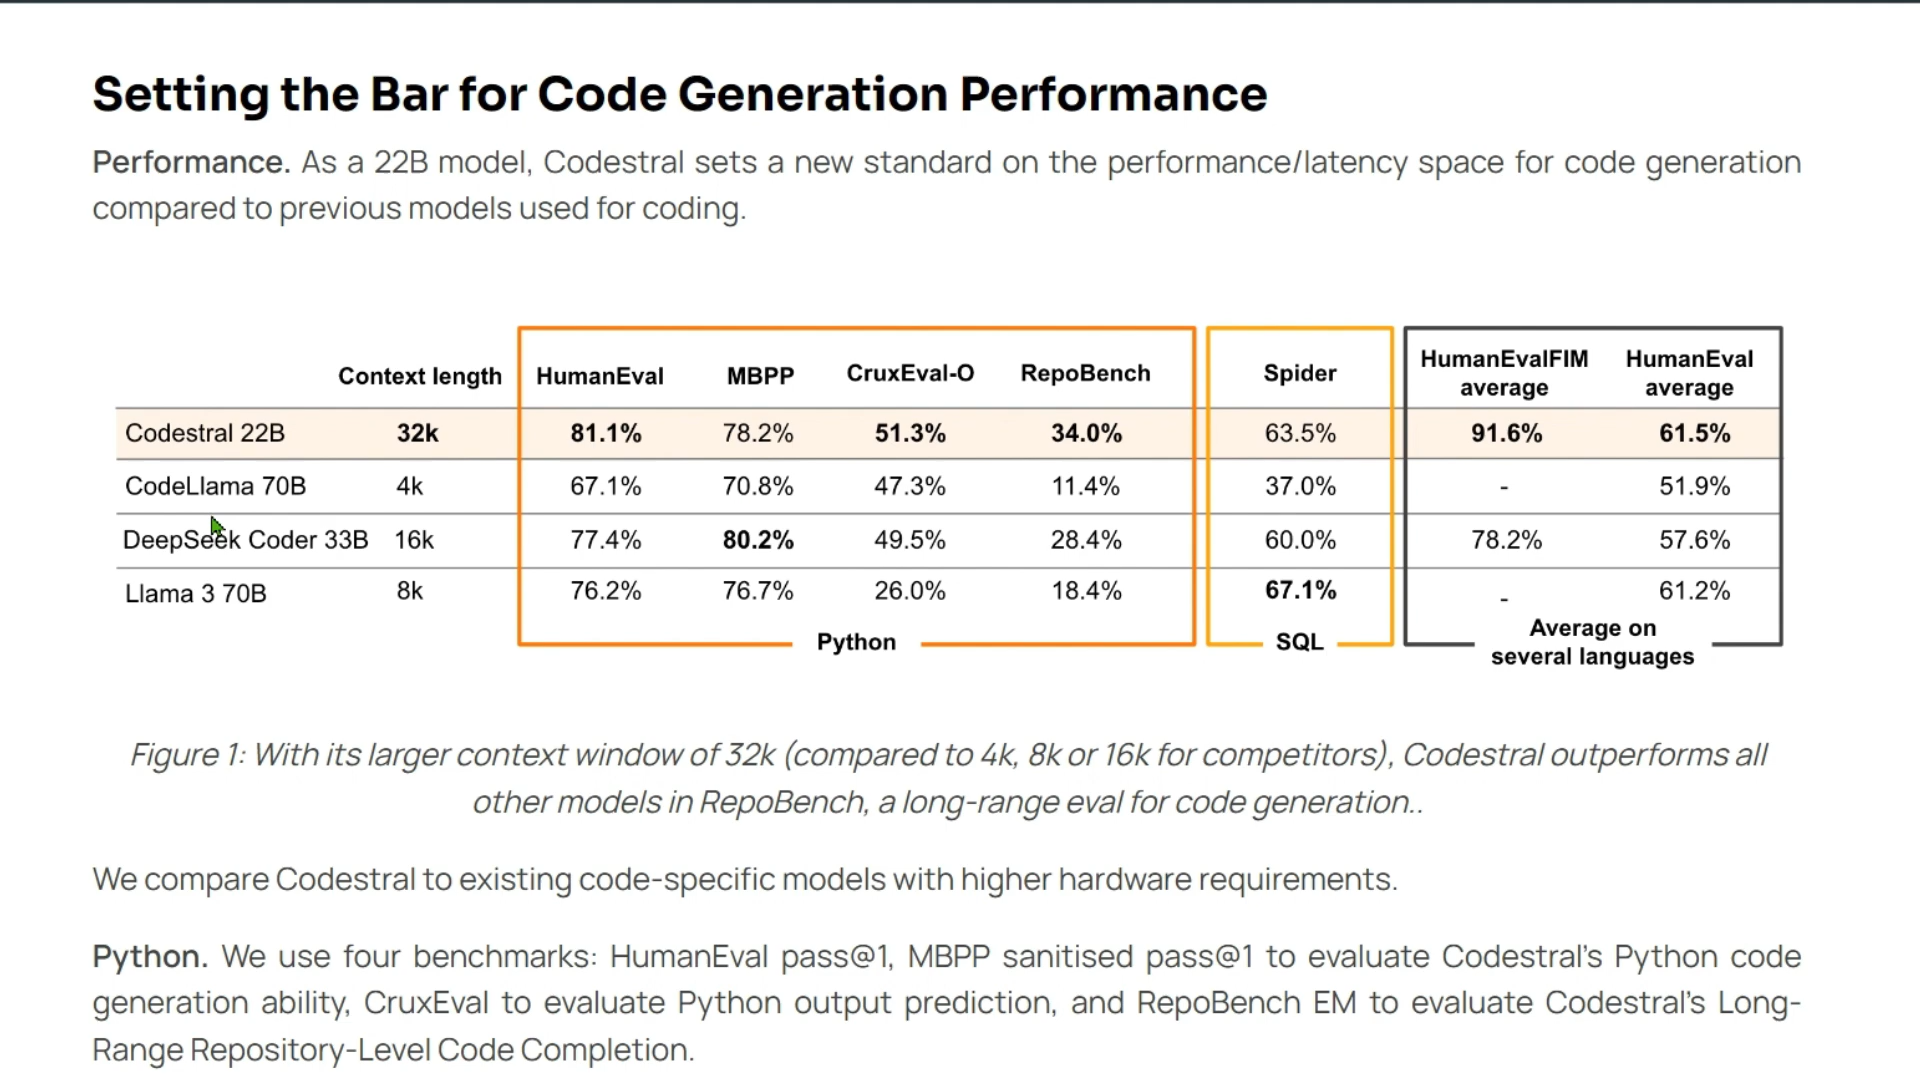 Setting the Bar for Code Generation Performance
Performance. As a 22B model, Codestral sets a new standard on the performance/latency space for code generation
compared to previous models used for coding.
Context length HumanEval MBPP CruxEval-O RepoBench Spider HumanEvalFIM average HumanEval average
Codestral 22B 32k 81.1% 78.2% 51.3% 34.0% 63.5% 91.6% 61.5%
CodeLlama 70B 4k 67.1% 70.8% 47.3% 11.4% 37.0% - 51.9%
DeepSeek Coder 33B 16k 77.4% 80.2% 49.5% 28.4% 60.0% 78.2% 57.6%
Llama 3 70B 8k 76.2% 76.7% 26.0% 18.4% 67.1% - 61.2%
Python SQL Average on several languages
Figure 1: With its larger context window of 32k (compared to 4k, 8k or 16k for competitors), Codestral outperforms all
other models in RepoBench, a long-range eval for code generation..
We compare Codestral to existing code-specific models with higher hardware requirements.
Python. We use four benchmarks: HumanEval pass@1, MBPP sanitised pass@1 to evaluate Codestral's Python code
generation ability, CruxEval to evaluate Python output prediction, and RepoBench EM to evaluate Codestral's Long-
Range Repository-Level Code Completion.